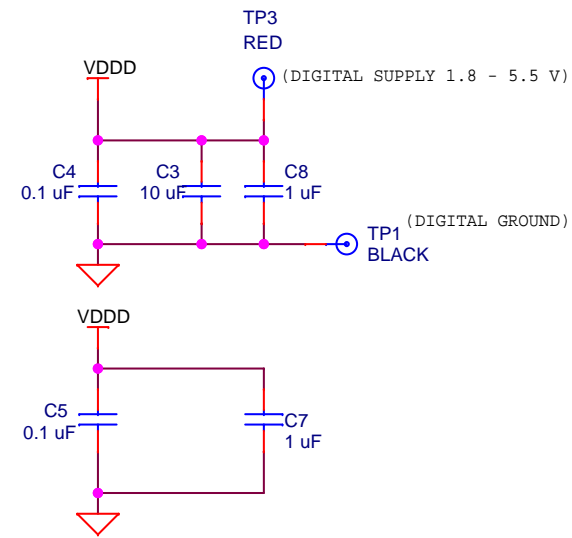 TP3
RED
VDDD
(DIGITAL SUPPLY 1.8 - 5.5 V)
C4
0.1 uF
C3
10 uF
C8
1 uF
(DIGITAL GROUND)
TP1
BLACK
VDDD
C5
0.1 uF
C7
1 uF